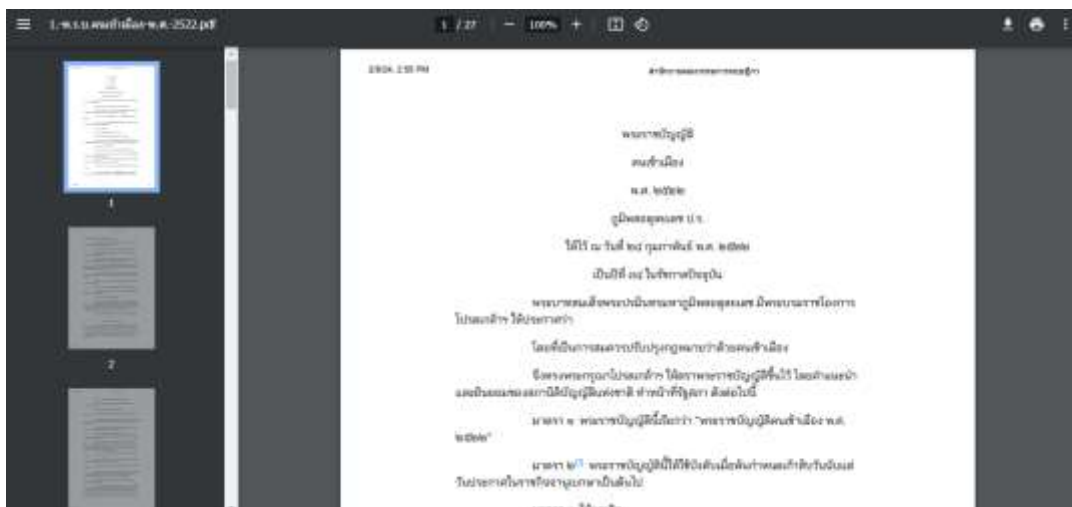 1.-พ.ร.บ.คนเข้าเมือง-พ.ศ.-2522.pdf
1 / 27
100%
2/9/24, 2:55 PM
สำนักงานคณะกรรมการกฤษฎีกา
พระราชบัญญัติ
คนเข้าเมือง
พ.ศ. ๒๕๒๒
ภูมิพลอดุลยเดช ป.ร.
ให้ไว้ ณ วันที่ ๒๔ กุมภาพันธ์ พ.ศ. ๒๕๒๒
เป็นปีที่ ๓๔ ในรัชกาลปัจจุบัน
พระบาทสมเด็จพระปรมินทรมหาภูมิพลอดุลยเดช มีพระบรมราชโองการ
โปรดเกล้าฯ ให้ประกาศว่า
โดยที่เป็นการสมควรปรับปรุงกฎหมายว่าด้วยคนเข้าเมือง
จึงทรงพระกรุณาโปรดเกล้าฯ ให้ตราพระราชบัญญัติขึ้นไว้ โดยคำแนะนำ
และยินยอมของสภานิติบัญญัติแห่งชาติ ทำหน้าที่รัฐสภา ดังต่อไปนี้
มาตรา ๑ พระราชบัญญัตินี้เรียกว่า "พระราชบัญญัติคนเข้าเมือง พ.ศ.
๒๕๒๒"
มาตรา ๒[๑] พระราชบัญญัตินี้ให้ใช้บังคับเมื่อพ้นกำหนดเก้าสิบวันนับแต่
วันประกาศในราชกิจจานุเบกษาเป็นต้นไป
1
2